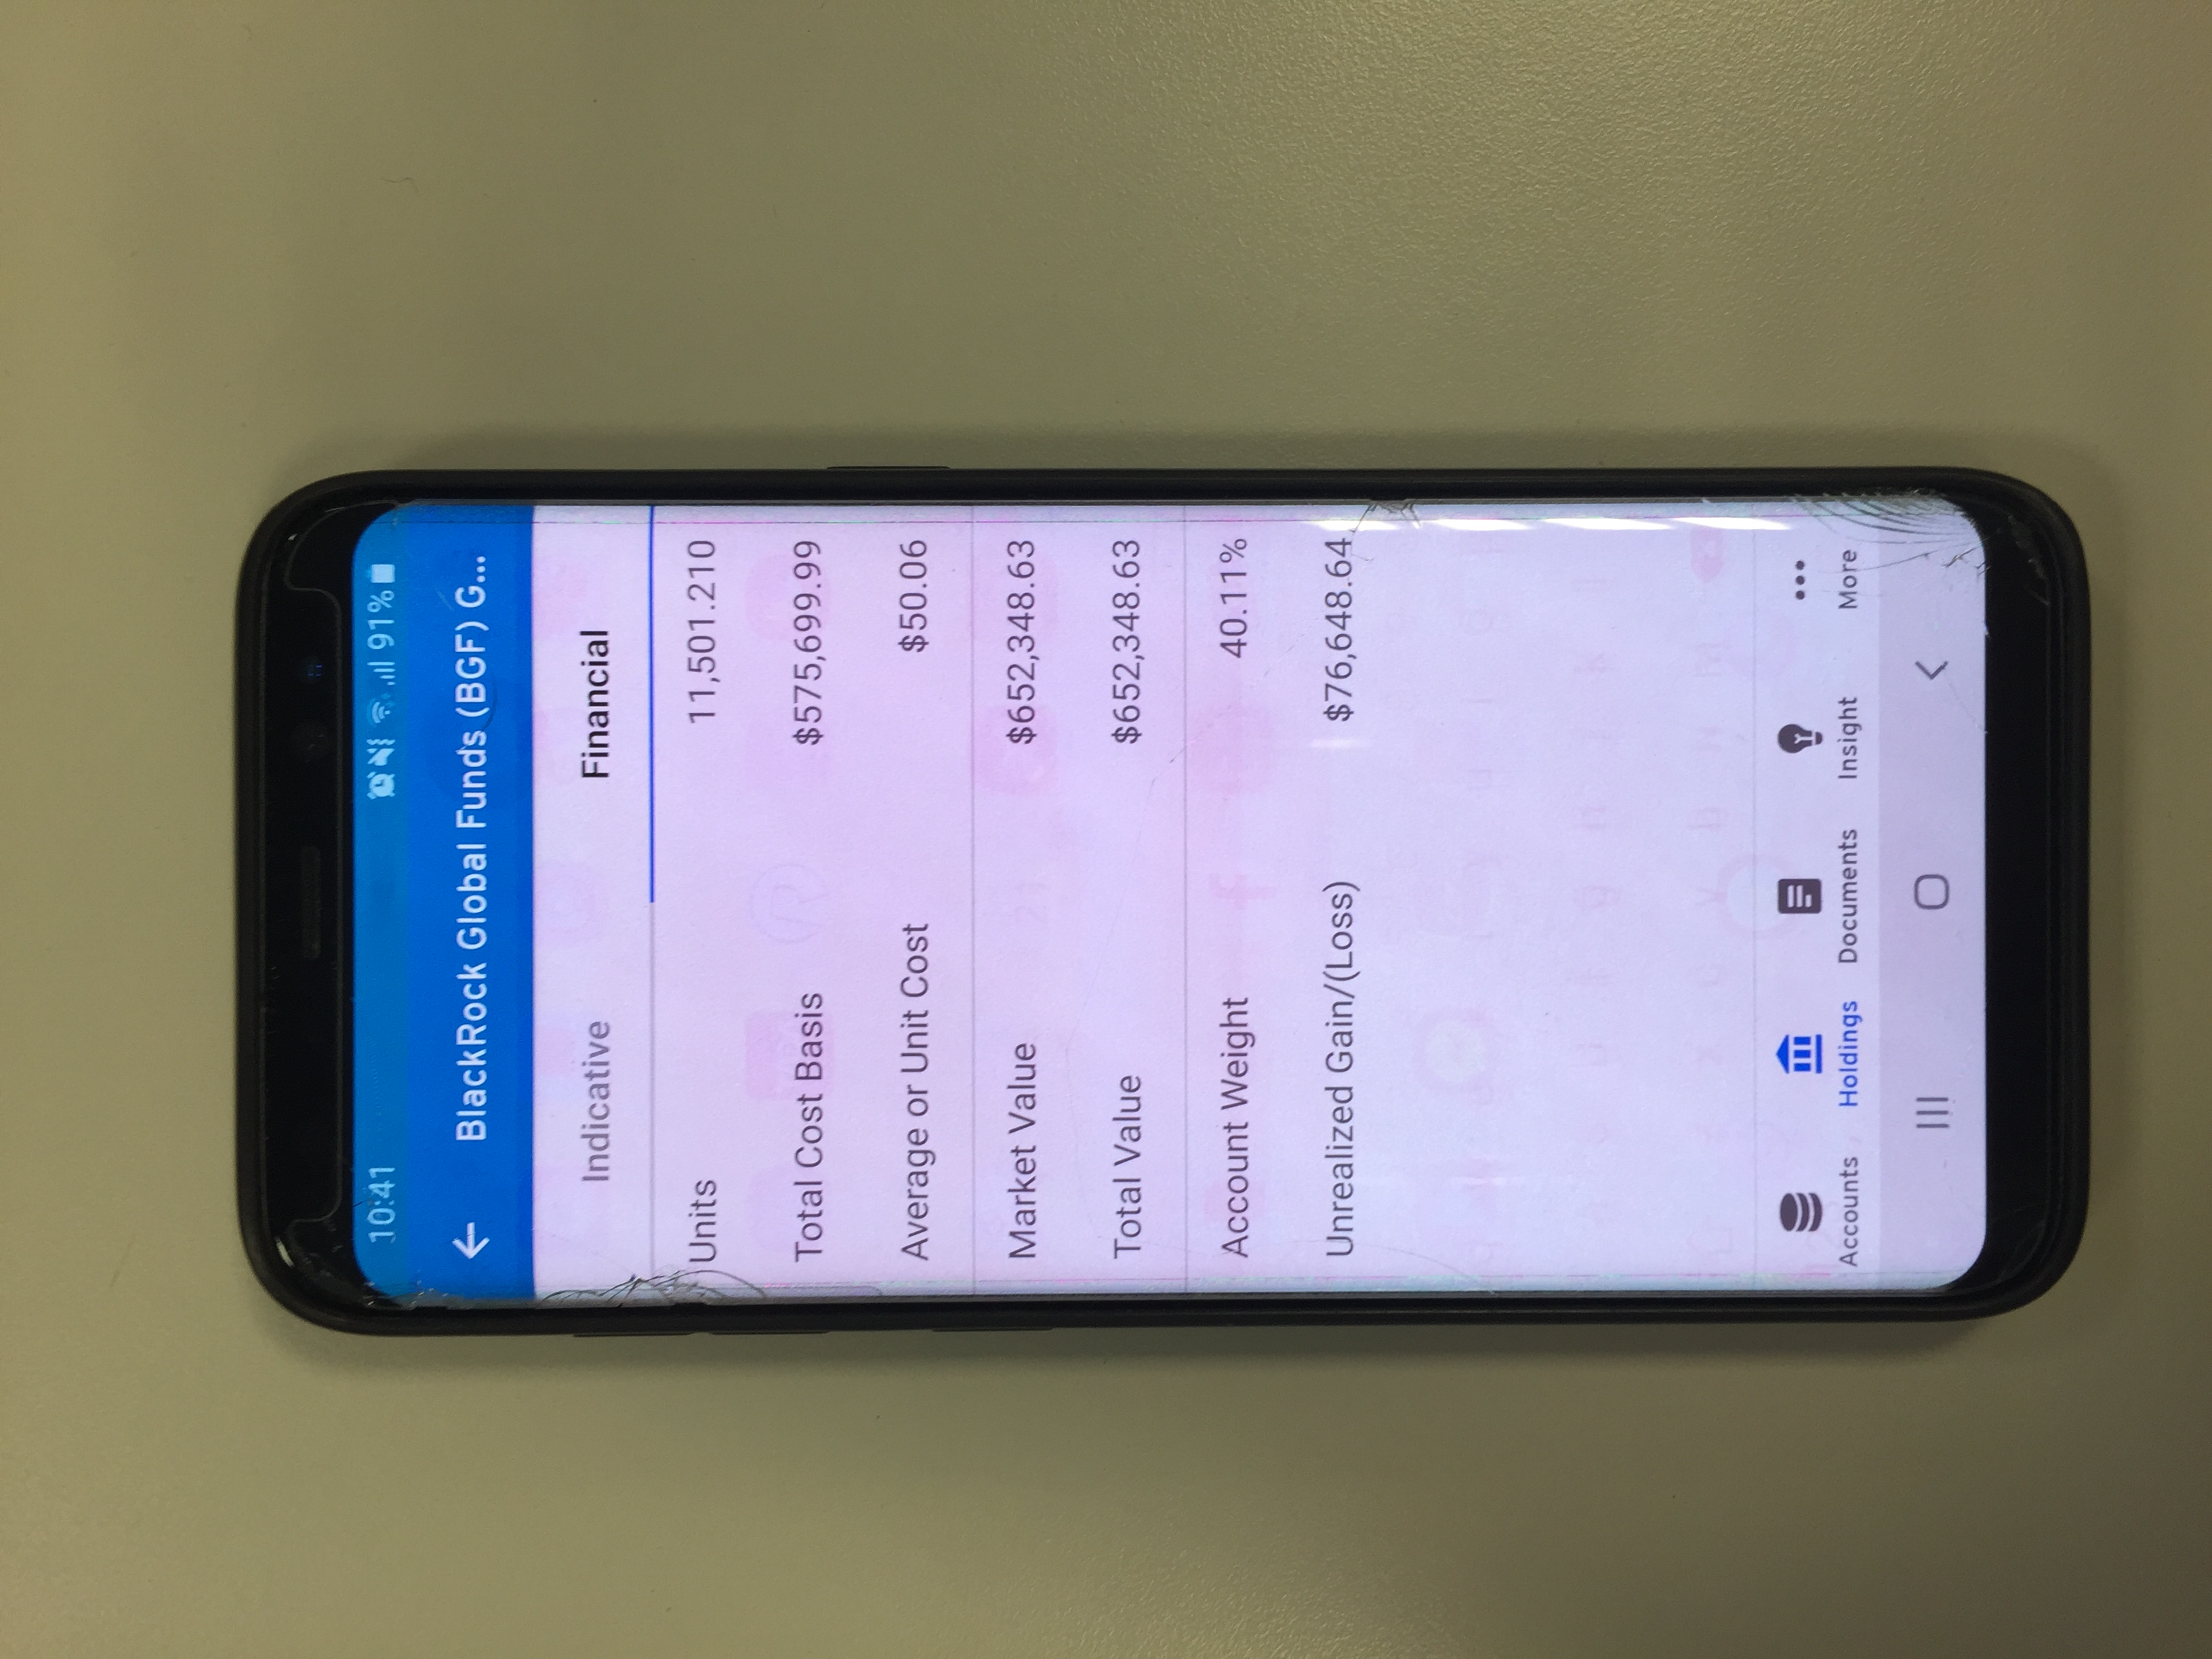 10:41 91%
BlackRock Global Funds (BGF) G...
Indicative Financial
Units 11,501.210
Total Cost Basis $575,699.99
Average or Unit Cost $50.06
Market Value $652,348.63
Total Value $652,348.63
Account Weight 40.11%
Unrealized Gain/(Loss) $76,648.64
Accounts Holdings Documents Insight More